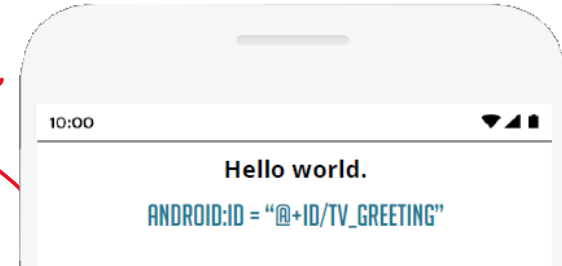 10:00
Hello world.
ANDROID:ID = “@+ID/TV_GREETING”